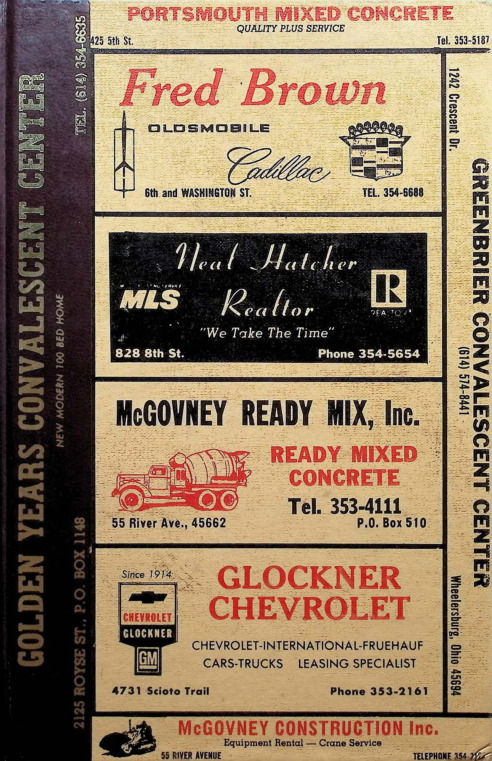 PORTSMOUTH MIXED CONCRETE
QUALITY PLUS SERVICE
425 5th St.
Tel. 353-5187
GOLDEN YEARS CONVALESCENT CENTER
TEL. (614) 354-6635
NEW MODERN 100 BED HOME
2125 ROYSE ST., P.O. BOX 1148
Fred Brown
OLDSMOBILE
Cadillac
6th and WASHINGTON ST.
TEL. 354-6688
Neal Hatcher
MLS
Realtor
R
REALTOR
"We Take The Time"
828 8th St.
Phone 354-5654
McGOVNEY READY MIX, Inc.
READY MIXED
CONCRETE
Tel. 353-4111
55 River Ave., 45662
P.O. Box 510
Since 1914
CHEVROLET
GLOCKNER
GM
GLOCKNER
CHEVROLET
CHEVROLET-INTERNATIONAL-FRUEHAUF
CARS-TRUCKS LEASING SPECIALIST
4731 Scioto Trail
Phone 353-2161
McGOVNEY CONSTRUCTION Inc.
Equipment Rental — Crane Service
55 RIVER AVENUE
TELEPHONE
1242 Crescent Dr.
GREENBRIER CONVALESCENT CENTER
(614) 574-8441
Wheelersburg, Ohio 45694